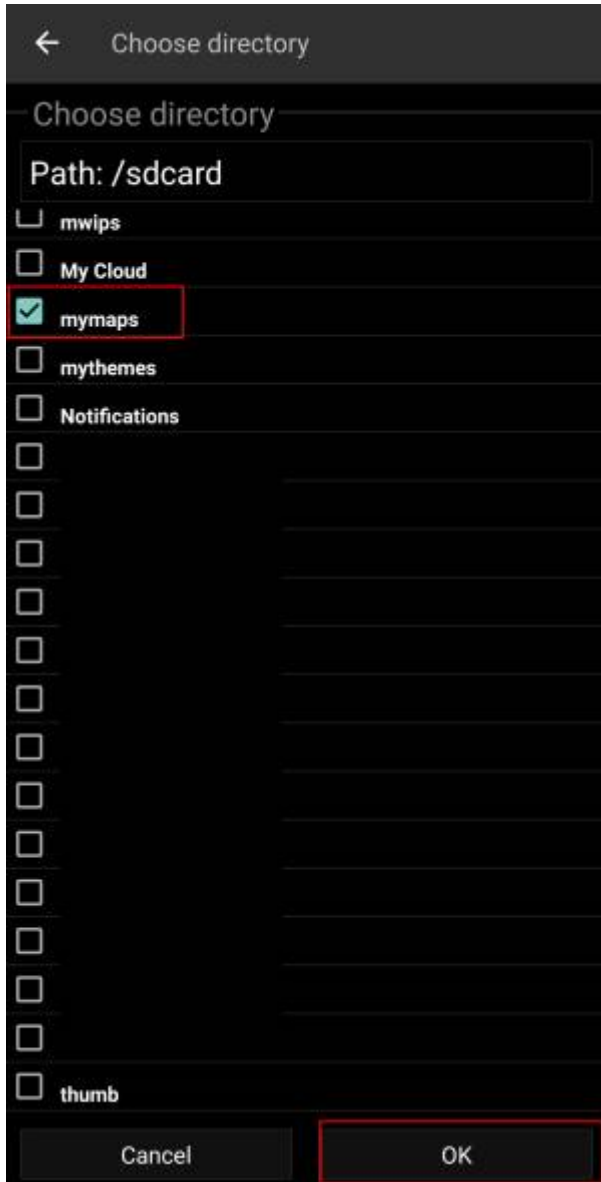 Choose directory
Choose directory
Path: /sdcard
mwips
My Cloud
mymaps
mythemes
Notifications
thumb
Cancel
OK